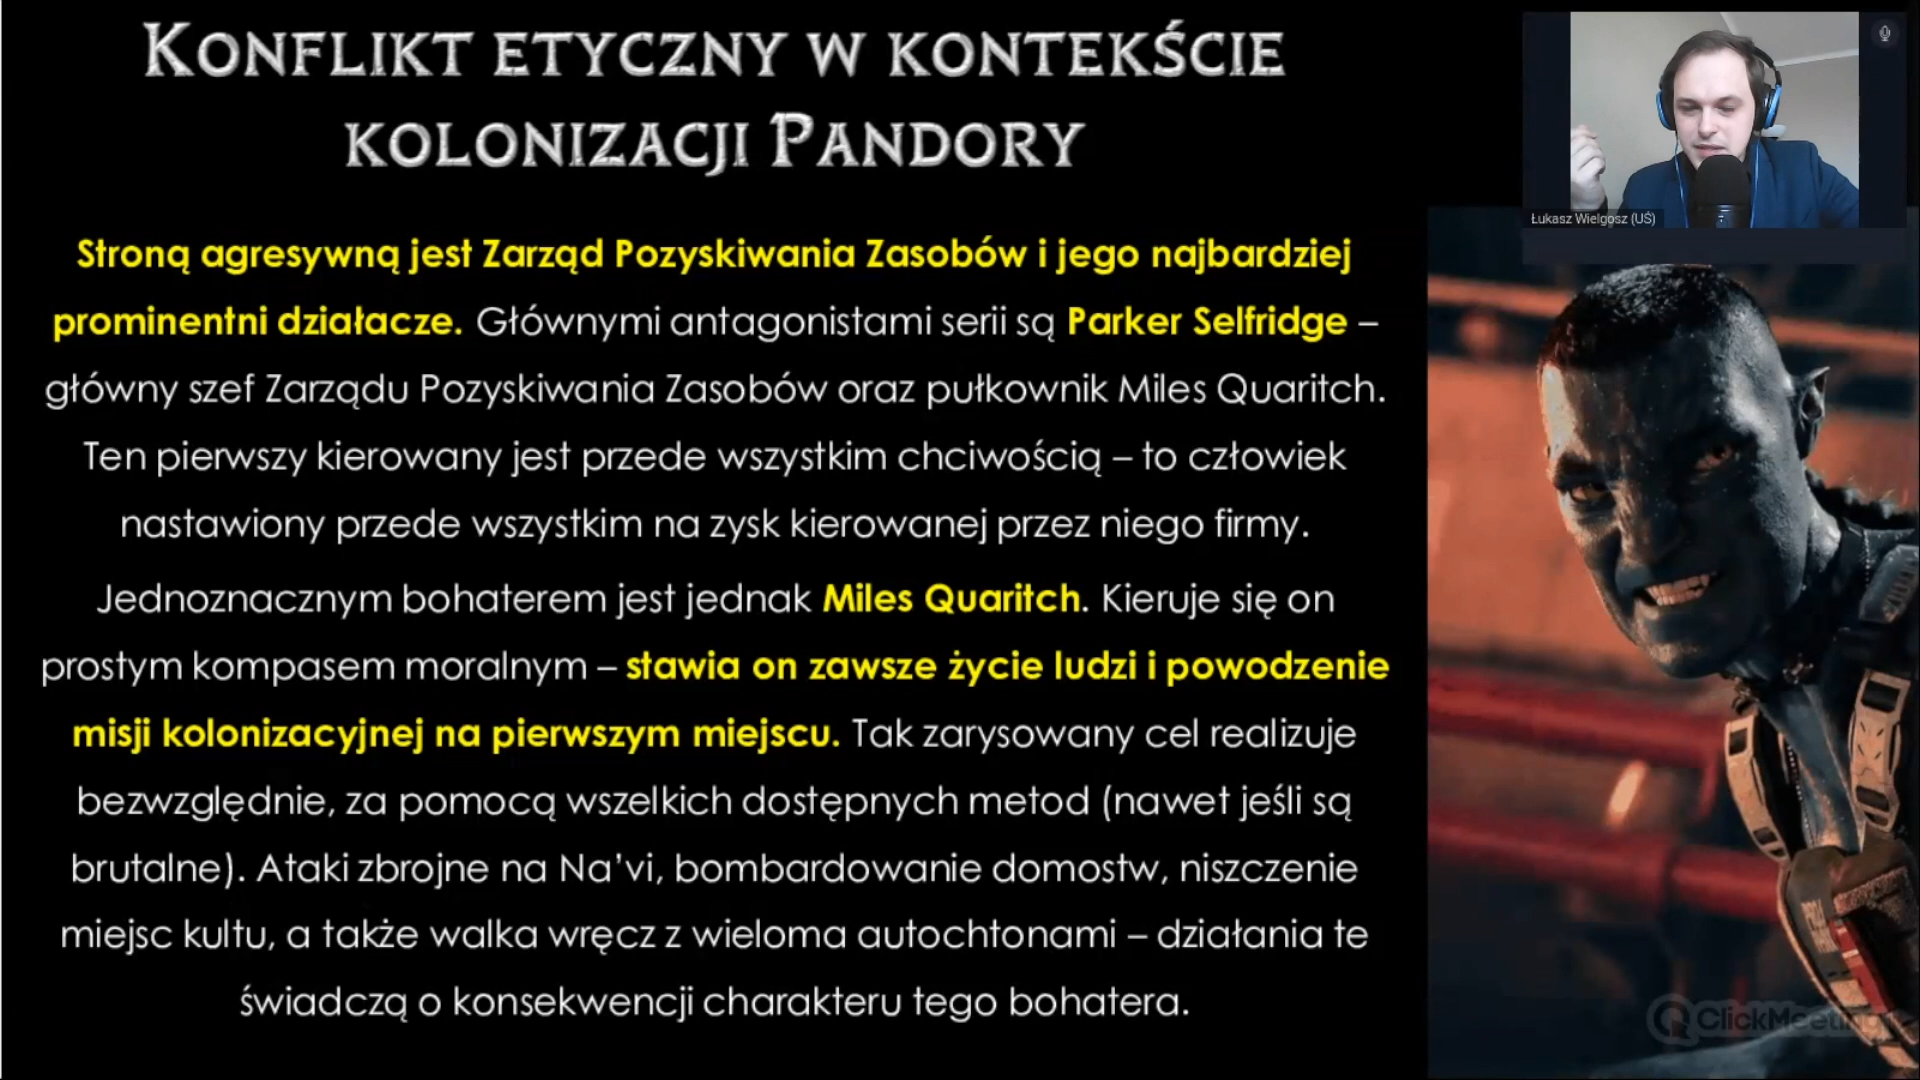 Konflikt etyczny w kontekście
kolonizacji Pandory
Stroną agresywną jest Zarząd Pozyskiwania Zasobów i jego najbardziej
prominentni działacze. Głównymi antagonistami serii są Parker Selfridge –
główny szef Zarządu Pozyskiwania Zasobów oraz pułkownik Miles Quaritch.
Ten pierwszy kierowany jest przede wszystkim chciwością – to człowiek
nastawiony przede wszystkim na zysk kierowanej przez niego firmy.
Jednoznacznym bohaterem jest jednak Miles Quaritch. Kieruje się on
prostym kompasem moralnym – stawia on zawsze życie ludzi i powodzenie
misji kolonizacyjnej na pierwszym miejscu. Tak zarysowany cel realizuje
bezwzględnie, za pomocą wszelkich dostępnych metod (nawet jeśli są
brutalne). Ataki zbrojne na Na’vi, bombardowanie domostw, niszczenie
miejsc kultu, a także walka wręcz z wieloma autochtonami – działania te
świadczą o konsekwencji charakteru tego bohatera.
Łukasz Wielgosz (UŚ)
ClickMeeting